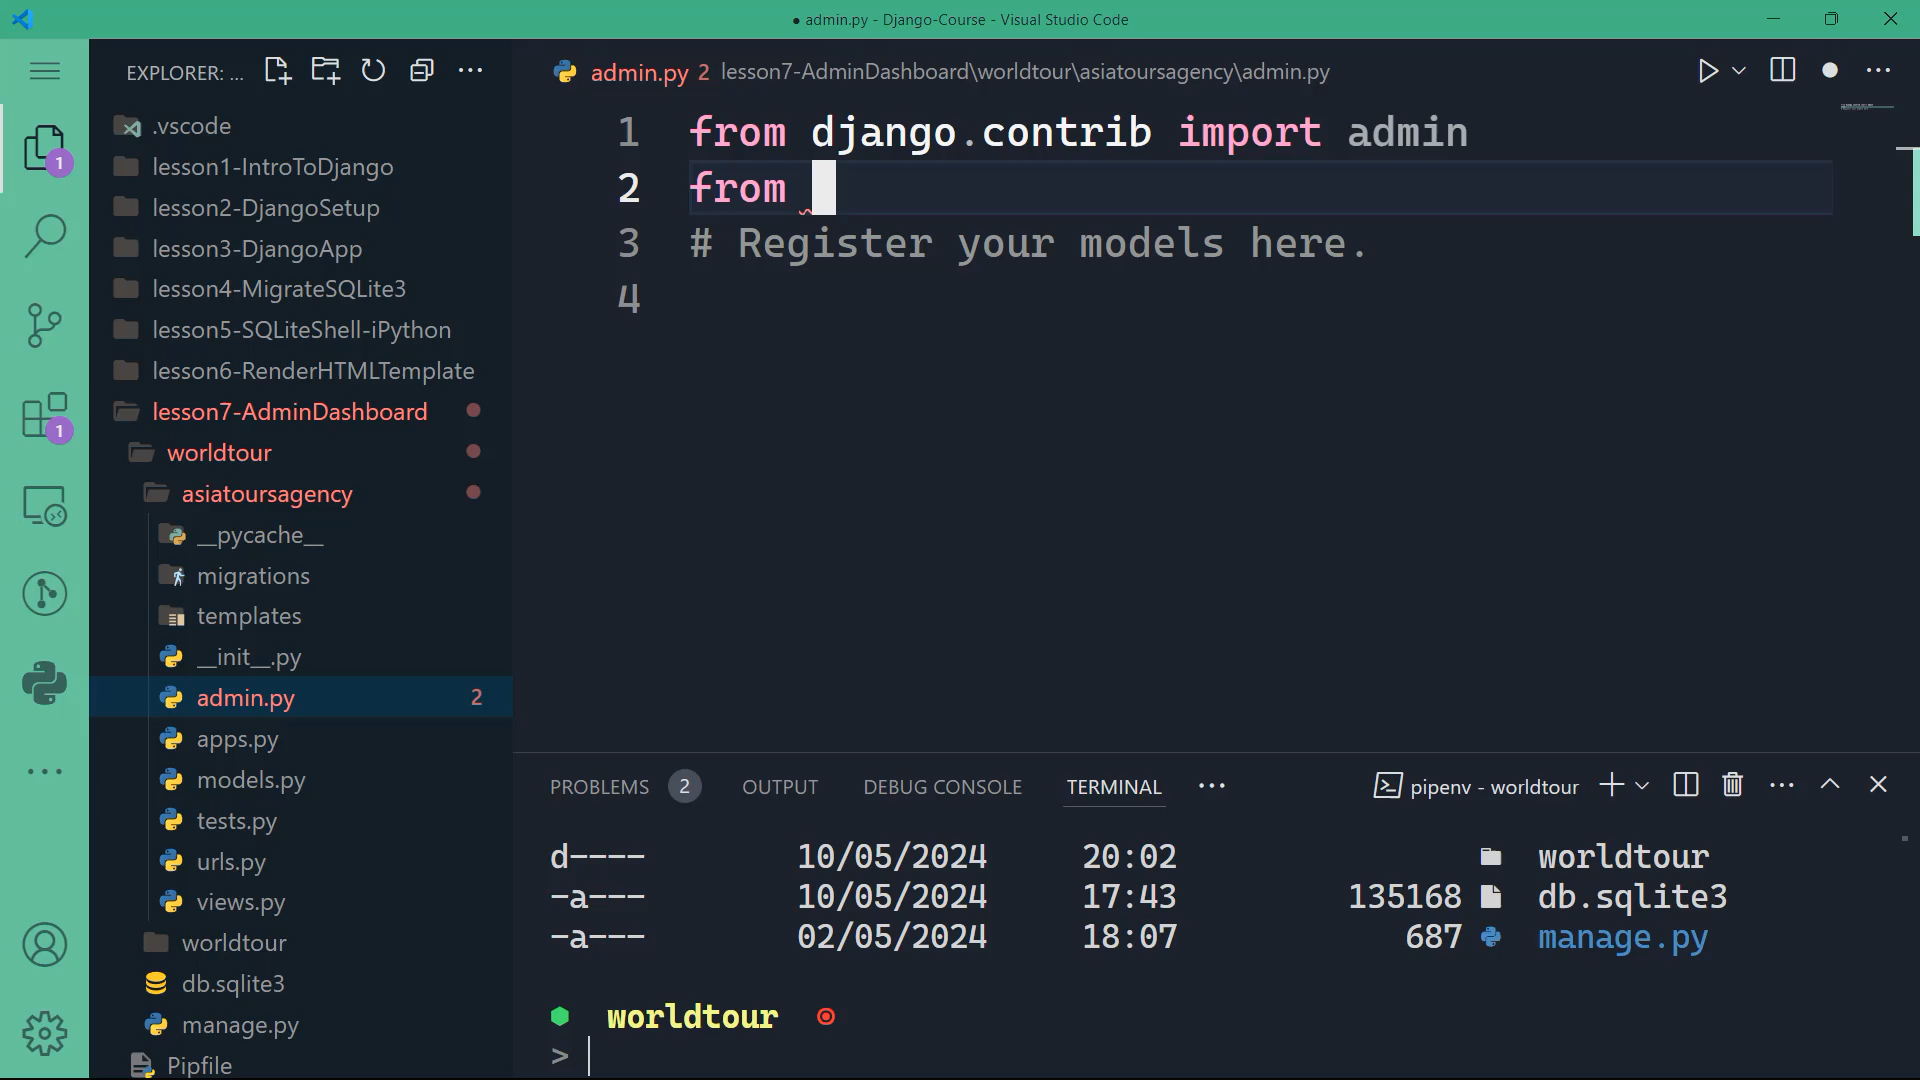 ● admin.py - Django-Course - Visual Studio Code
EXPLORER: ...
.vscode
lesson1-IntroToDjango
lesson2-DjangoSetup
lesson3-DjangoApp
lesson4-MigrateSQLite3
lesson5-SQLiteShell-iPython
lesson6-RenderHTMLTemplate
lesson7-AdminDashboard
worldtour
asiatoursagency
__pycache__
migrations
templates
__init__.py
admin.py 2
apps.py
models.py
tests.py
urls.py
views.py
worldtour
db.sqlite3
manage.py
Pipfile
1
1
admin.py 2 lesson7-AdminDashboard\worldtour\asiatoursagency\admin.py
1 from django.contrib import admin
2 from
3 # Register your models here.
4
PROBLEMS 2 OUTPUT DEBUG CONSOLE TERMINAL ... pipenv - worldtour
d---- 10/05/2024 20:02 worldtour
-a--- 10/05/2024 17:43 135168 db.sqlite3
-a--- 02/05/2024 18:07 687 manage.py
worldtour
>